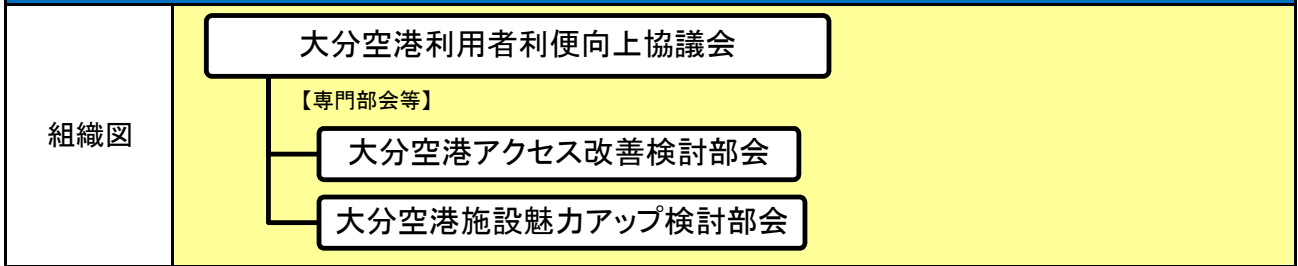 組織図
大分空港利用者利便向上協議会
【専門部会等】
大分空港アクセス改善検討部会
大分空港施設魅力アップ検討部会